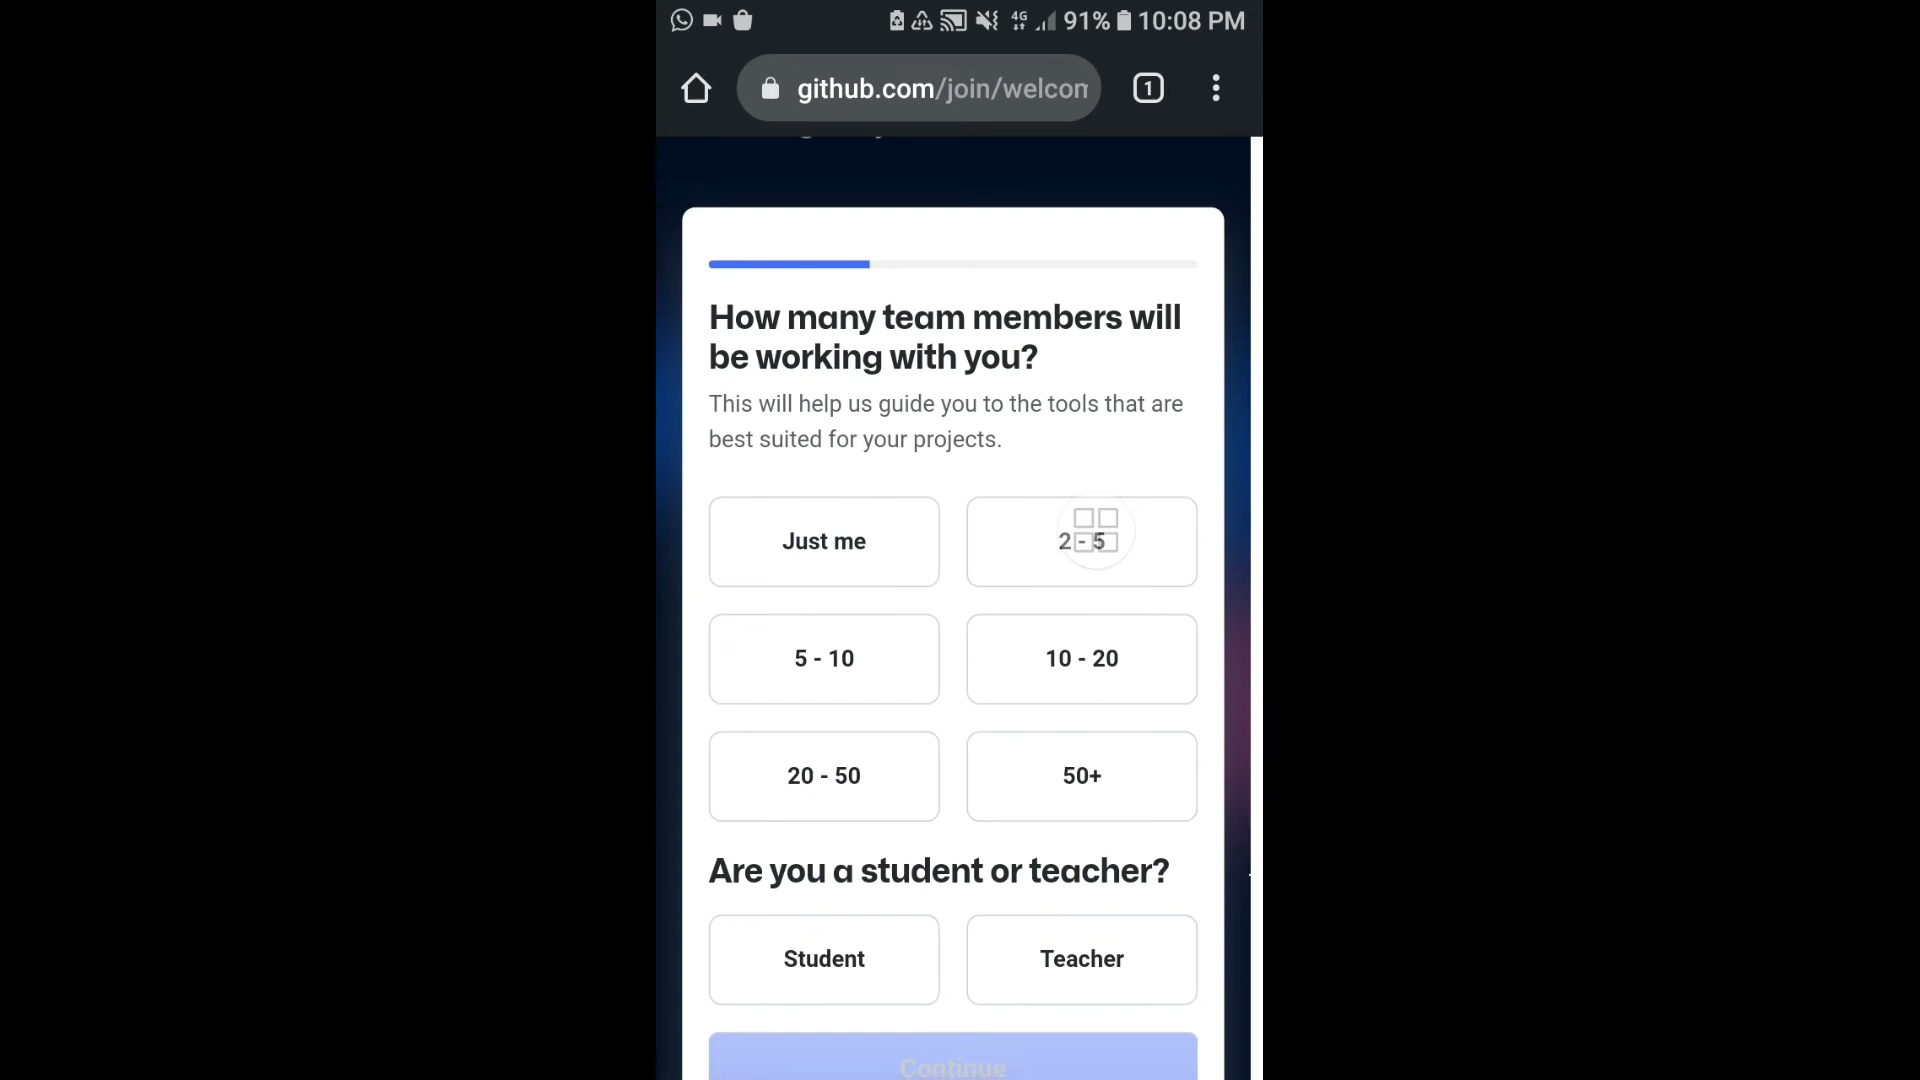 91% 10:08 PM
github.com/join/welcom
1
How many team members will
be working with you?
This will help us guide you to the tools that are
best suited for your projects.
Just me
2 - 5
5 - 10
10 - 20
20 - 50
50+
Are you a student or teacher?
Student
Teacher
Continue